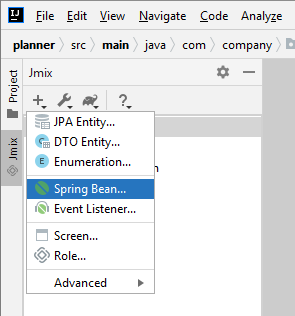 IJ File Edit View Navigate Code Analyze
planner › src › main › java › com › company ›
Project
Jmix
Jmix
?
JPA Entity...
DTO Entity...
E Enumeration...
n
Spring Bean...
Event Listener...
Screen...
Role...
Advanced